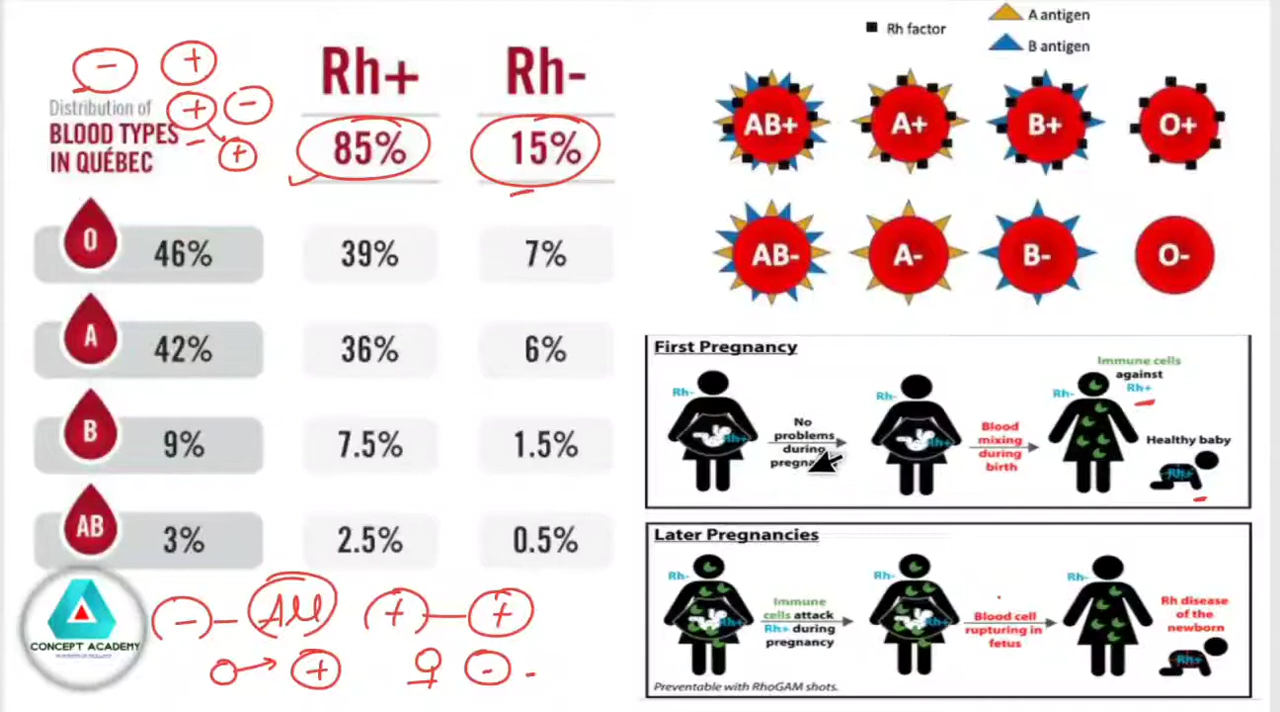 Rh+ Rh-
Distribution of
BLOOD TYPES
IN QUÉBEC
85% 15%
O 46% 39% 7%
A 42% 36% 6%
B 9% 7.5% 1.5%
AB 3% 2.5% 0.5%
- +
+ -
- +
- All + +
+ ♀ - -
CONCEPT ACADEMY
Rh factor
A antigen
B antigen
AB+ A+ B+ O+
AB- A- B- O-
First Pregnancy
Rh-
Rh+
No
problems
during
Rh-
Rh+
Blood
mixing
during
birth
Immune cells
against
Rh+
Rh-
Healthy baby
Rh+
Later Pregnancies
Rh-
Rh+
Immune
cells attack
Rh+ during
pregnancy
Rh-
Rh+
Blood cell
rupturing in
fetus
Rh-
Rh disease
of the
newborn
Rh+
Preventable with RhoGAM shots.